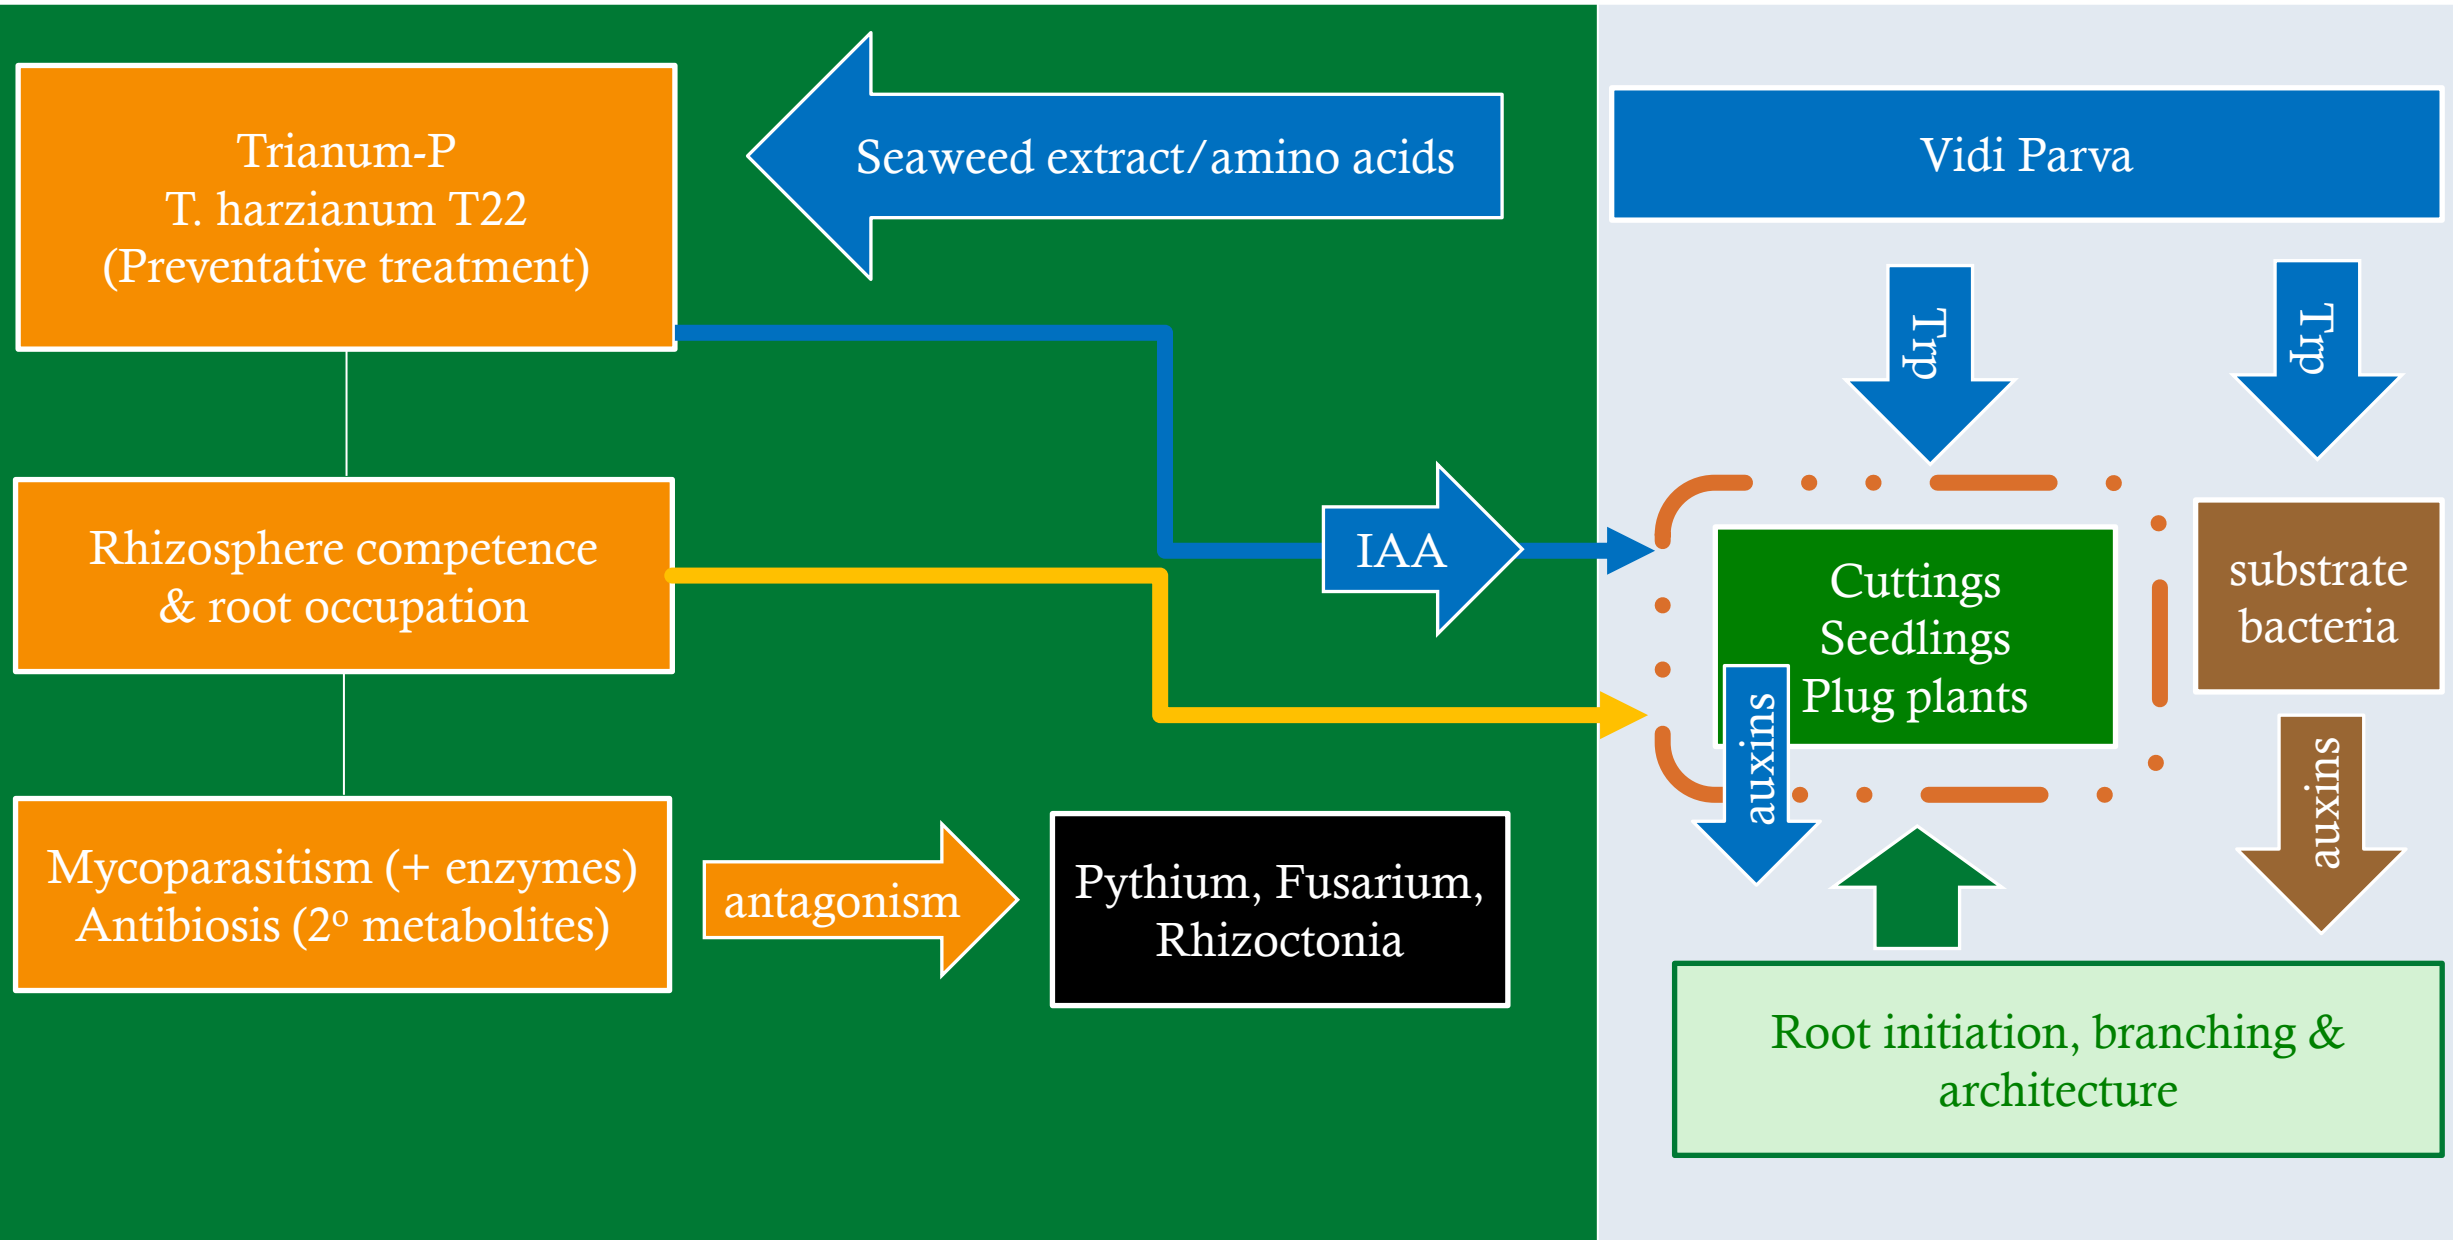 Trianum-P
T. harzianum T22
(Preventative treatment)
Seaweed extract/amino acids
Vidi Parva
Trp
Trp
Rhizosphere competence
& root occupation
IAA
Cuttings
Seedlings
Plug plants
substrate
bacteria
auxins
auxins
Mycoparasitism (+ enzymes)
Antibiosis (2º metabolites)
antagonism
Pythium, Fusarium,
Rhizoctonia
Root initiation, branching &
architecture